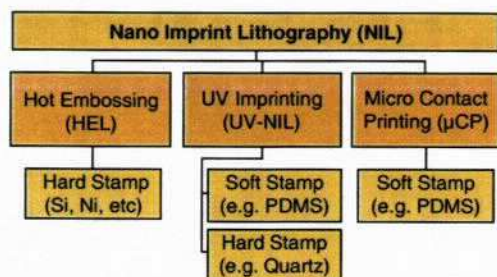 Nano Imprint Lithography (NIL)
Hot Embossing
(HEL)
UV Imprinting
(UV-NIL)
Micro Contact
Printing (µCP)
Hard Stamp
(Si, Ni, etc)
Soft Stamp
(e.g. PDMS)
Soft Stamp
(e.g. PDMS)
Hard Stamp
(e.g. Quartz)